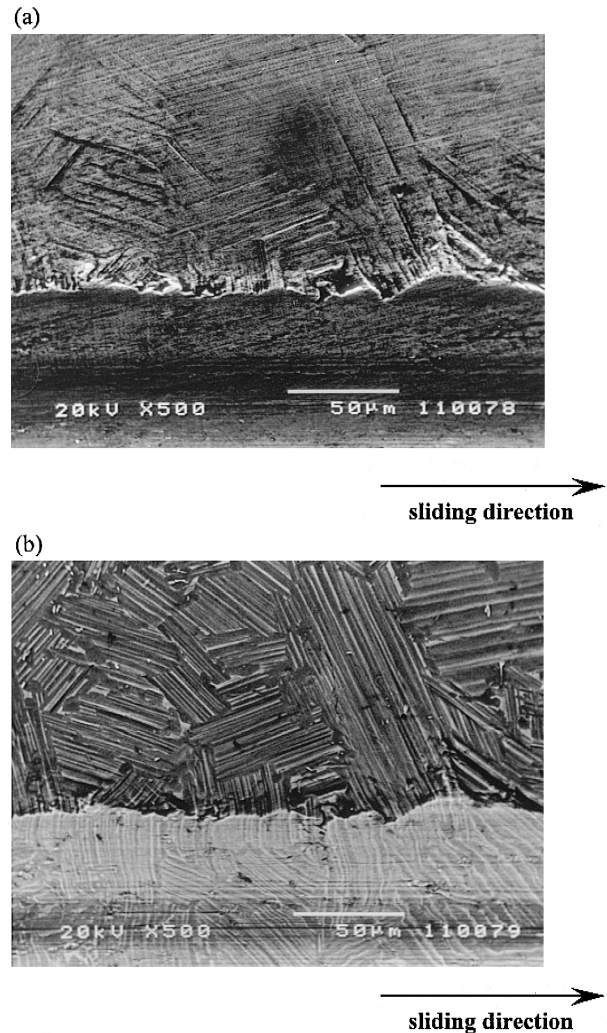 (a)
20kV X500 50µm 110078
sliding direction
(b)
20kV X500 50µm 110079
sliding direction